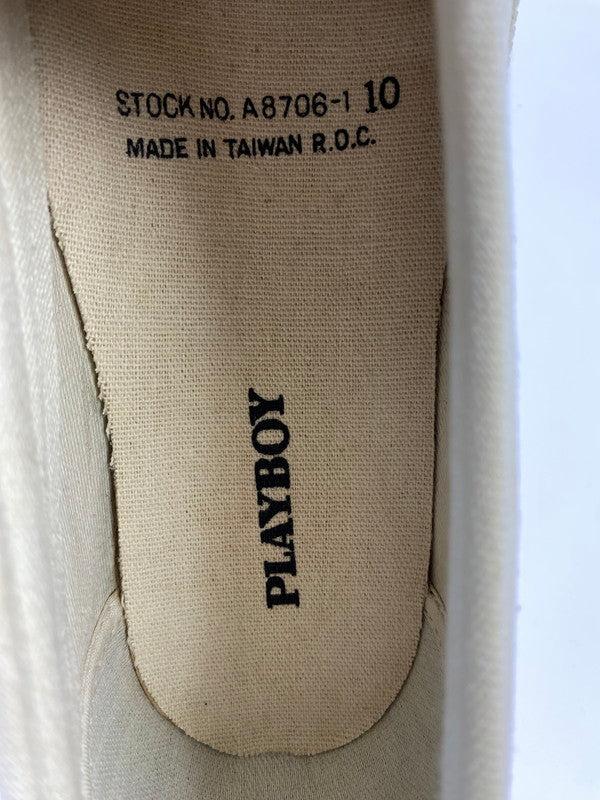 STOCK NO. A8706-1 10
MADE IN TAIWAN R.O.C.
PLAYBOY